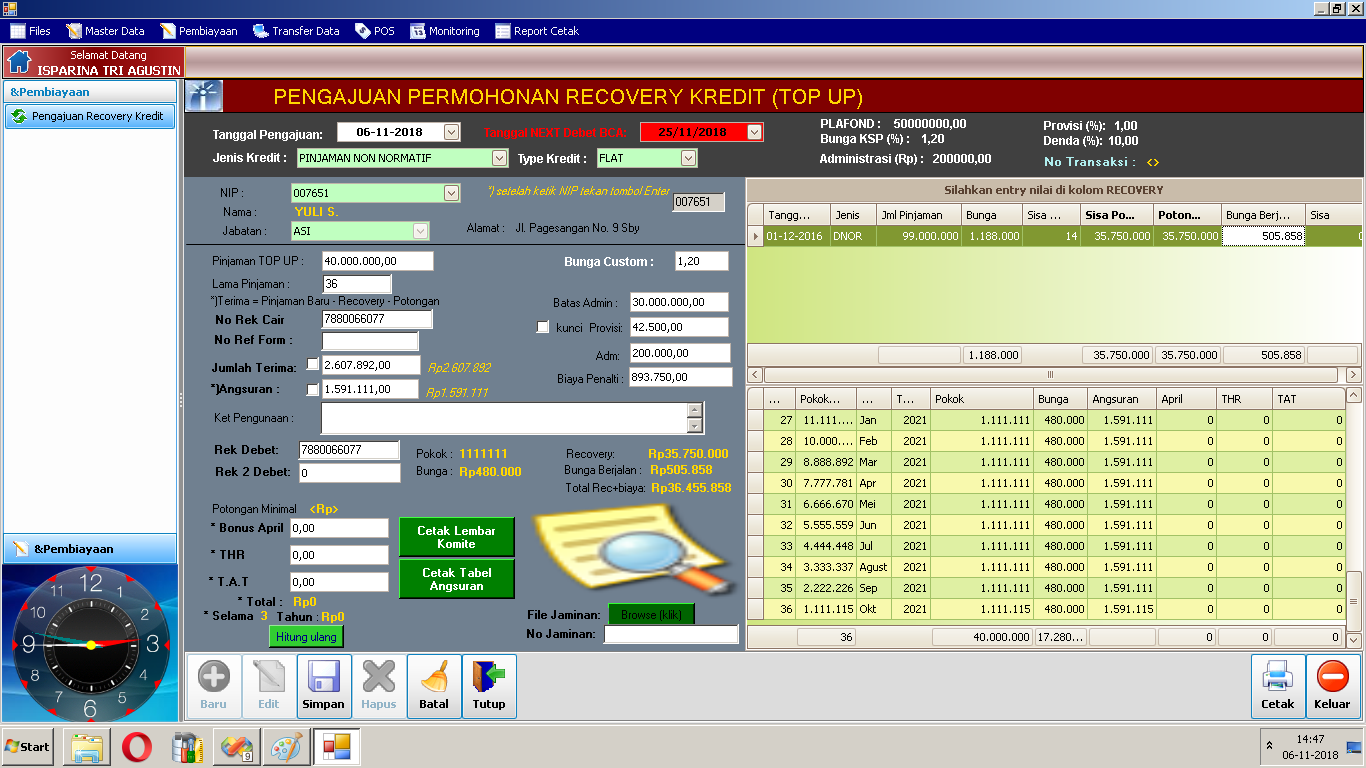 Files Master Data Pembiayaan Transfer Data POS Monitoring Report Cetak
Selamat Datang
ISPARINA TRI AGUSTIN
&Pembiayaan
Pengajuan Recovery Kredit
PENGAJUAN PERMOHONAN RECOVERY KREDIT (TOP UP)
Tanggal Pengajuan: 06-11-2018 Tanggal NEXT Debet BCA: 25/11/2018
Jenis Kredit : PINJAMAN NON NORMATIF Type Kredit : FLAT
PLAFOND : 50000000,00
Bunga KSP (%) : 1,20
Administrasi (Rp) : 200000,00
Provisi (%): 1,00
Denda (%): 10,00
No Transaksi : <>
NIP : 007651 *) setelah ketik NIP tekan tombol Enter 007651
Nama : YULI S.
Jabatan : ASI Alamat : Jl. Pagesangan No. 9 Sby
Pinjaman TOP UP : 40.000.000,00 Bunga Custom : 1,20
Lama Pinjaman : 36
*)Terima = Pinjaman Baru - Recovery - Potongan
Batas Admin : 30.000.000,00
No Rek Cair 7880066077
kunci Provisi: 42.500,00
No Ref Form :
Adm: 200.000,00
Jumlah Terima: 2.607.892,00 Rp2.607.892
Biaya Penalti : 893.750,00
*)Angsuran : 1.591.111,00 Rp1.591.111
Ket Pengunaan :
Rek Debet: 7880066077 Pokok : 1111111 Recovery: Rp35.750.000
Rek 2 Debet: 0 Bunga : Rp480.000 Bunga Berjalan : Rp505.858
Total Rec+biaya: Rp36.455.858
Potongan Minimal <Rp>
* Bonus April 0,00
* THR 0,00
* T.A.T 0,00
* Total : Rp0
* Selama 3 Tahun : Rp0
Hitung ulang
Cetak Lembar
Komite
Cetak Tabel
Angsuran
File Jaminan: Browse (klik)
No Jaminan:
Silahkan entry nilai di kolom RECOVERY
Tangg... Jenis Jml Pinjaman Bunga Sisa ... Sisa Po... Poton... Bunga Berj... Sisa
01-12-2016 DNOR 99.000.000 1.188.000 14 35.750.000 35.750.000 505.858 0
1.188.000 35.750.000 35.750.000 505.858
... Pokok... ... T... Pokok Bunga Angsuran April THR TAT
27 11.111.... Jan 2021 1.111.111 480.000 1.591.111 0 0 0
28 10.000.... Feb 2021 1.111.111 480.000 1.591.111 0 0 0
29 8.888.892 Mar 2021 1.111.111 480.000 1.591.111 0 0 0
30 7.777.781 Apr 2021 1.111.111 480.000 1.591.111 0 0 0
31 6.666.670 Mei 2021 1.111.111 480.000 1.591.111 0 0 0
32 5.555.559 Jun 2021 1.111.111 480.000 1.591.111 0 0 0
33 4.444.448 Jul 2021 1.111.111 480.000 1.591.111 0 0 0
34 3.333.337 Agust 2021 1.111.111 480.000 1.591.111 0 0 0
35 2.222.226 Sep 2021 1.111.111 480.000 1.591.111 0 0 0
36 1.111.115 Okt 2021 1.111.115 480.000 1.591.115 0 0 0
36 40.000.000 17.280... 0 0 0
&Pembiayaan
12 1 2 3 4 5 6 7 8 9 10 11
Baru Edit Simpan Hapus Batal Tutup Cetak Keluar
Start 9 14:47
06-11-2018